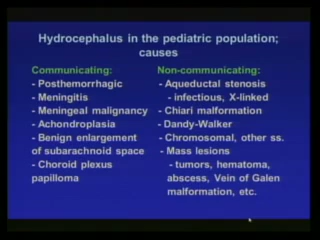 Hydrocephalus in the pediatric population;
causes
Communicating:
- Posthemorrhagic
- Meningitis
- Meningeal malignancy
- Achondroplasia
- Benign enlargement
of subarachnoid space
- Choroid plexus
papilloma
Non-communicating:
- Aqueductal stenosis
- infectious, X-linked
- Chiari malformation
- Dandy-Walker
- Chromosomal, other ss.
- Mass lesions
- tumors, hematoma,
abscess, Vein of Galen
malformation, etc.